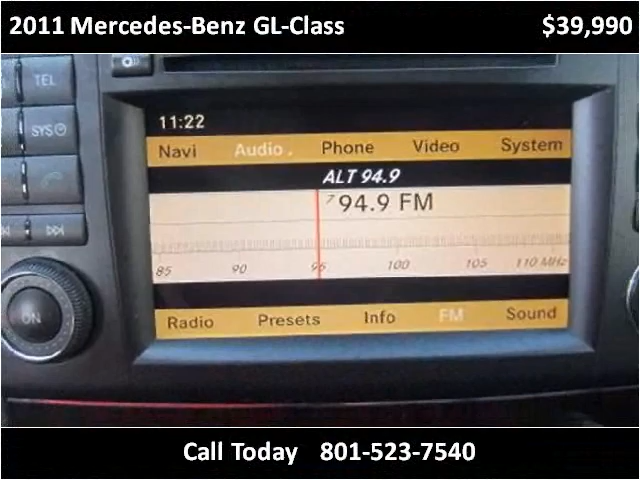 2011 Mercedes-Benz GL-Class $39,990
TEL
SYS
ON
11:22
Navi Audio Phone Video System
ALT 94.9
7 94.9 FM
85 90 95 100 105 110 MHz
Radio Presets Info FM Sound
Call Today 801-523-7540